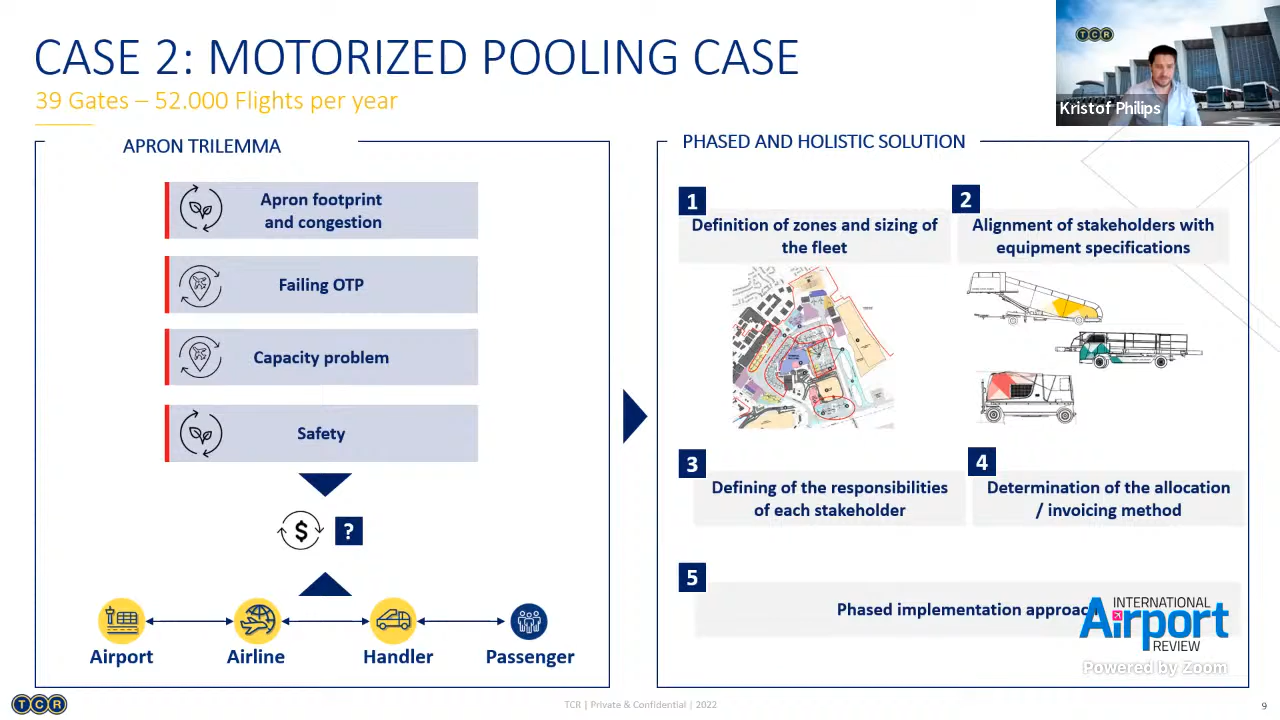 CASE 2: MOTORIZED POOLING CASE
39 Gates – 52.000 Flights per year
TCR
Kristof Philips
APRON TRILEMMA
Apron footprint
and congestion
Failing OTP
Capacity problem
Safety
$
?
Airport
Airline
Handler
Passenger
PHASED AND HOLISTIC SOLUTION
1
Definition of zones and sizing of
the fleet
2
Alignment of stakeholders with
equipment specifications
3
Defining of the responsibilities
of each stakeholder
4
Determination of the allocation
/ invoicing method
5
Phased implementation approach
INTERNATIONAL
Airport
REVIEW
Powered by Zoom
TCR
TCR | Private & Confidential | 2022
9